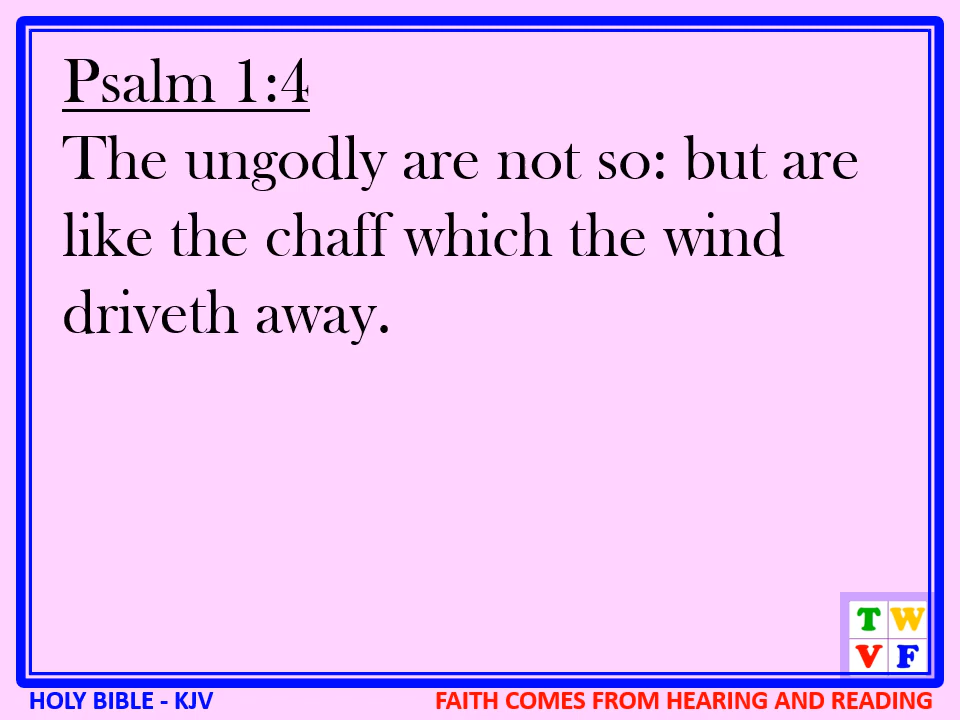 Psalm 1:4
The ungodly are not so: but are
like the chaff which the wind
driveth away.
T W
V F
HOLY BIBLE - KJV
FAITH COMES FROM HEARING AND READING